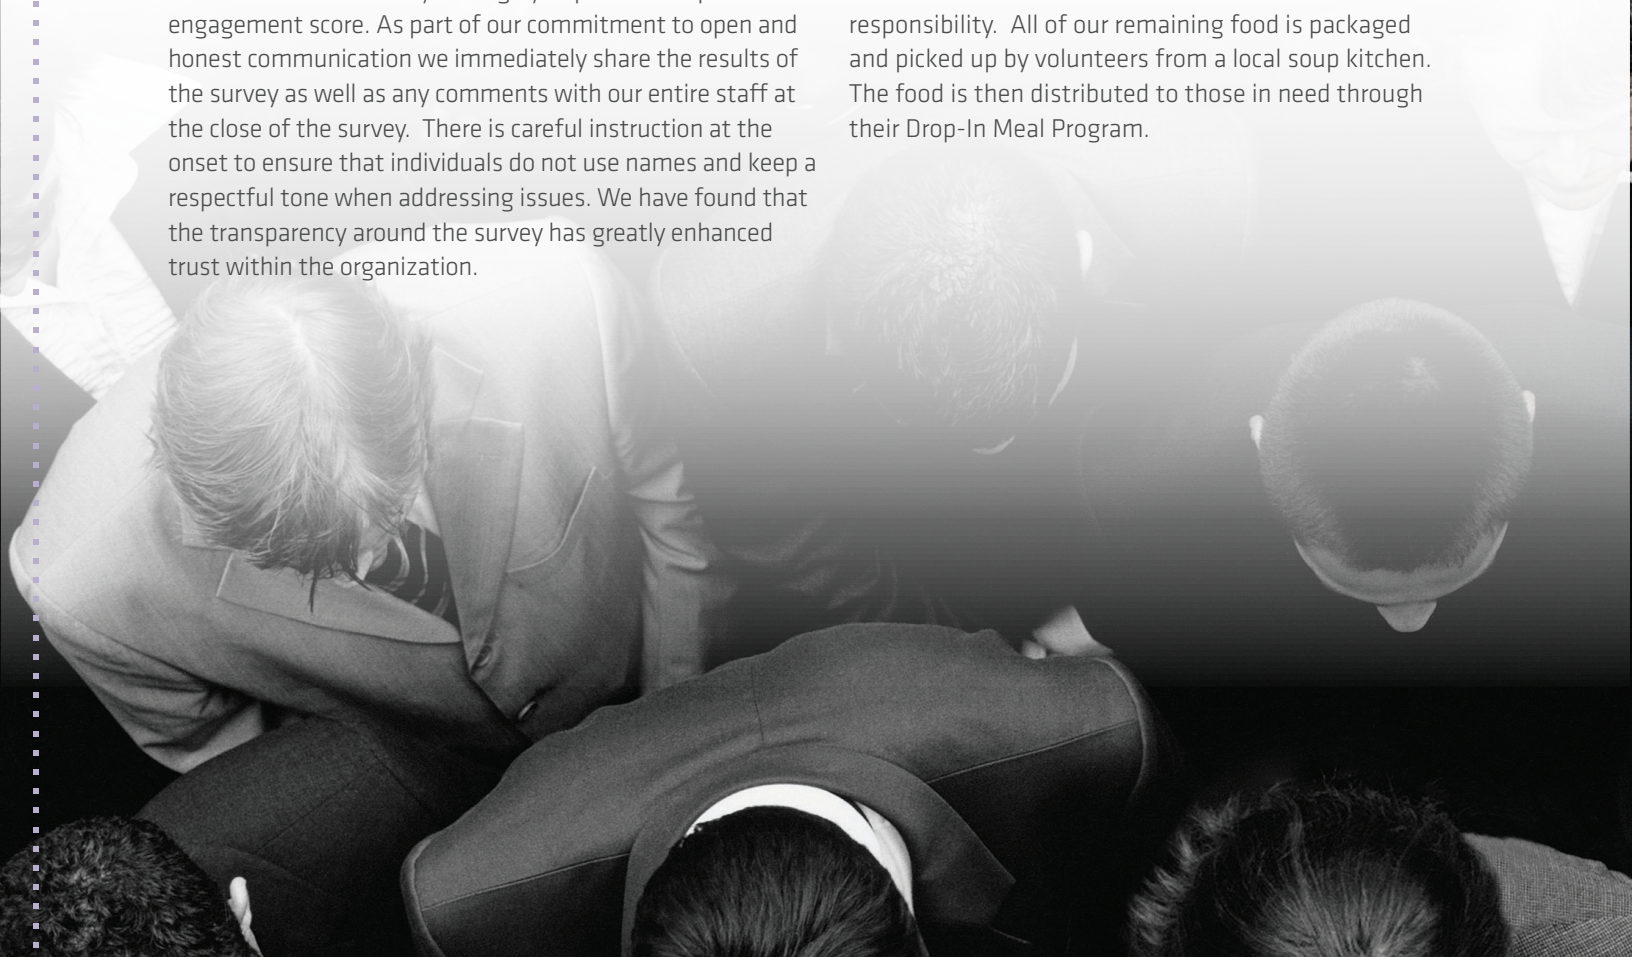 engagement score. As part of our commitment to open and
honest communication we immediately share the results of
the survey as well as any comments with our entire staff at
the close of the survey.  There is careful instruction at the
onset to ensure that individuals do not use names and keep a
respectful tone when addressing issues. We have found that
the transparency around the survey has greatly enhanced
trust within the organization.
responsibility.  All of our remaining food is packaged
and picked up by volunteers from a local soup kitchen.
The food is then distributed to those in need through
their Drop-In Meal Program.